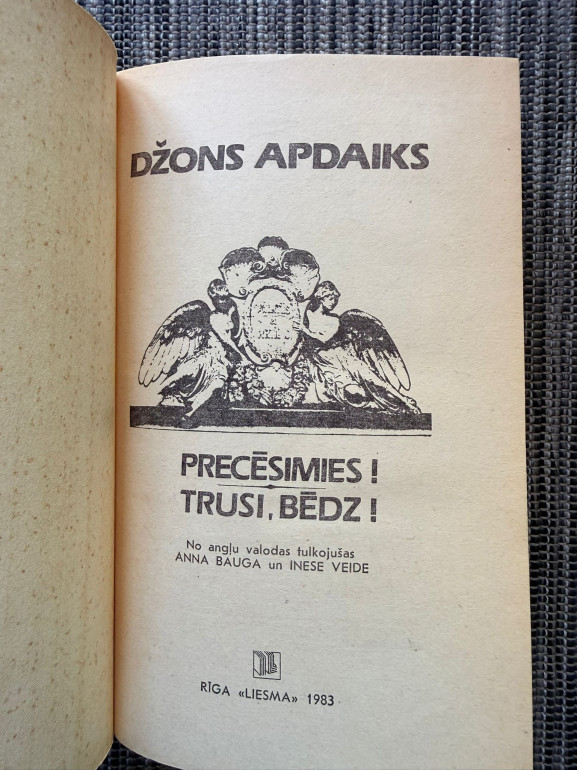 DŽONS APDAIKS
PRECĒSIMIES!
TRUSI, BĒDZ!
No angļu valodas tulkojušas
ANNA BAUGA un INESE VEIDE
RĪGA «LIESMA» 1983